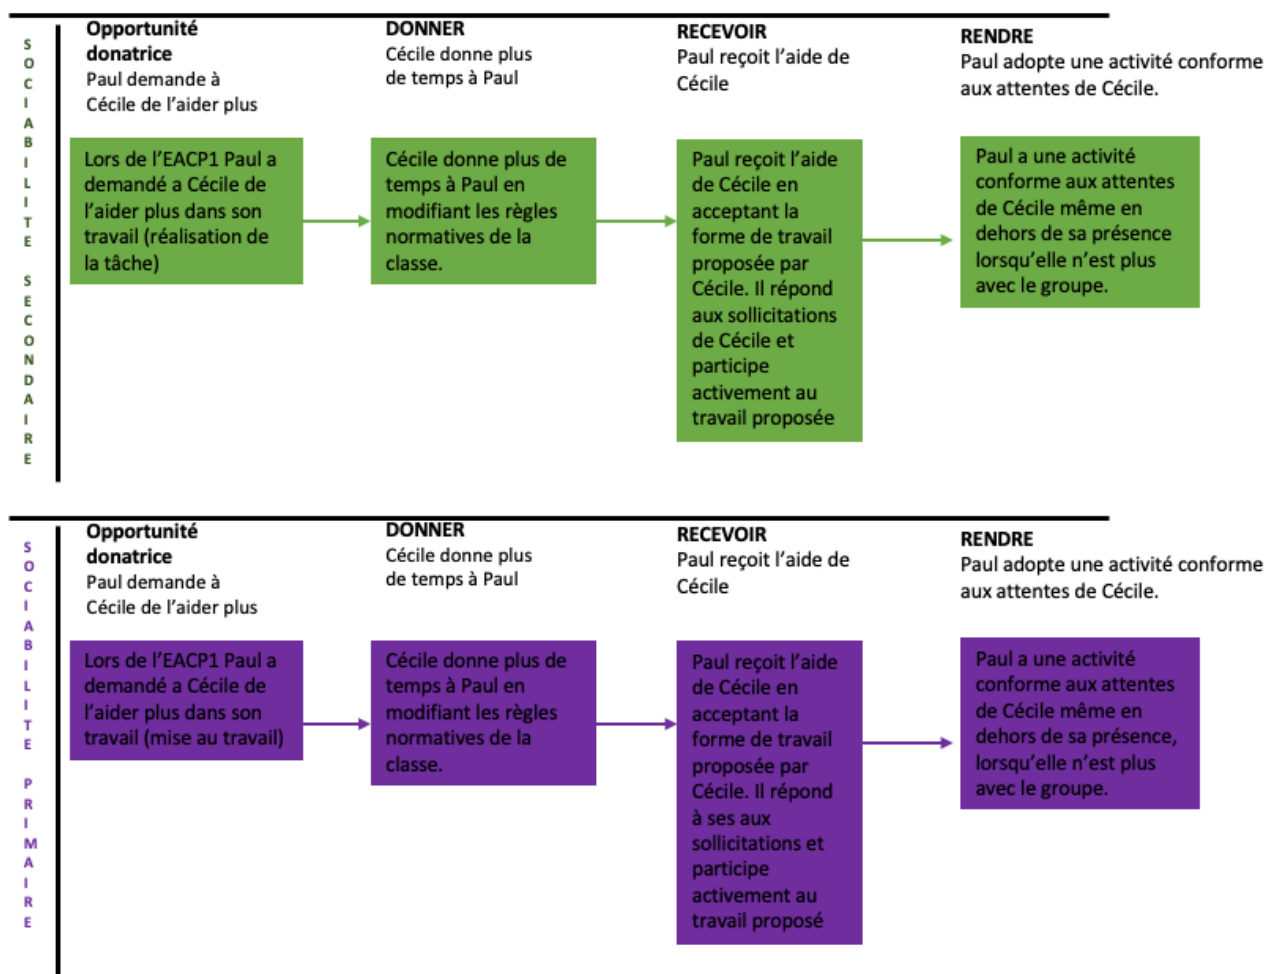 SOCIABILITE SECONDAIRE
Opportunité
donatrice
Paul demande à
Cécile de l'aider plus
DONNER
Cécile donne plus
de temps à Paul
RECEVOIR
Paul reçoit l'aide de
Cécile
RENDRE
Paul adopte une activité conforme
aux attentes de Cécile.
Lors de l'EACP1 Paul a
demandé a Cécile de
l'aider plus dans son
travail (réalisation de
la tâche)
Cécile donne plus de
temps à Paul en
modifiant les règles
normatives de la
classe.
Paul reçoit l'aide
de Cécile en
acceptant la
forme de travail
proposée par
Cécile. Il répond
aux sollicitations
de Cécile et
participe
activement au
travail proposée
Paul a une activité
conforme aux attentes
de Cécile même en
dehors de sa présence
lorsqu'elle n'est plus
avec le groupe.
SOCIABILITE PRIMAIRE
Opportunité
donatrice
Paul demande à
Cécile de l'aider plus
DONNER
Cécile donne plus
de temps à Paul
RECEVOIR
Paul reçoit l'aide de
Cécile
RENDRE
Paul adopte une activité conforme
aux attentes de Cécile.
Lors de l'EACP1 Paul a
demandé a Cécile de
l'aider plus dans son
travail (mise au travail)
Cécile donne plus de
temps à Paul en
modifiant les règles
normatives de la
classe.
Paul reçoit l'aide
de Cécile en
acceptant la
forme de travail
proposée par
Cécile. Il répond
à ses aux
sollicitations et
participe
activement au
travail proposé
Paul a une activité
conforme aux attentes
de Cécile même en
dehors de sa présence,
lorsqu'elle n'est plus
avec le groupe.